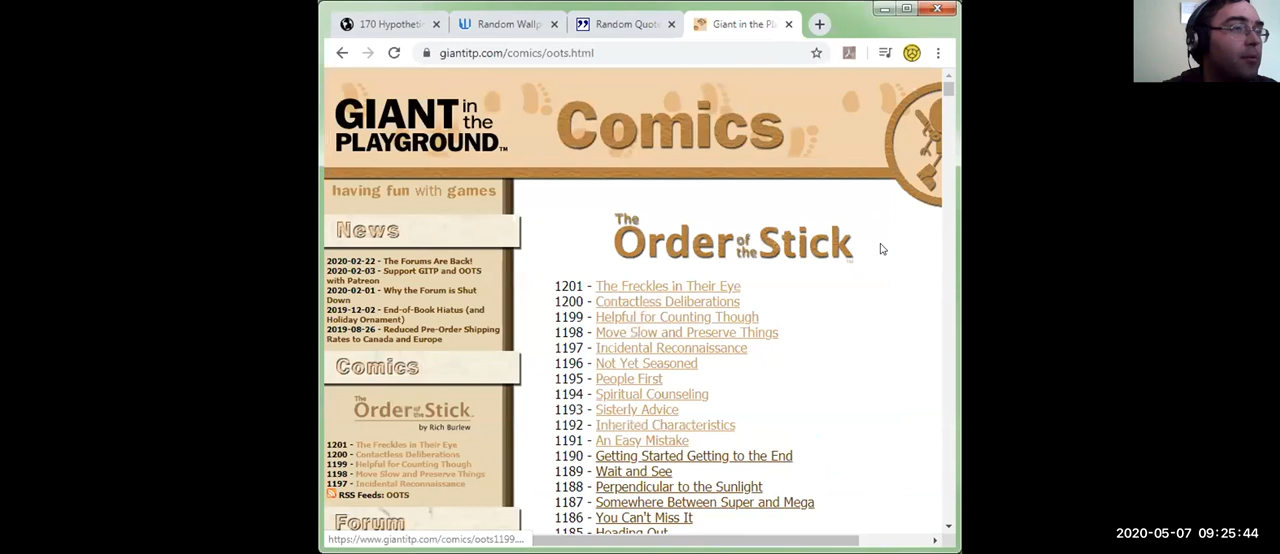 170 Hypotheti
Random Wallp
Random Quote
Giant in the Pl
giantitp.com/comics/oots.html
GIANT in the PLAYGROUND™
Comics
having fun with games
News
2020-02-22 - The Forums Are Back!
2020-02-03 - Support GITP and OOTS
with Patreon
2020-02-01 - Why the Forum is Shut
Down
2019-12-02 - End-of-Book Hiatus (and
Holiday Ornament)
2019-08-26 - Reduced Pre-Order Shipping
Rates to Canada and Europe
Comics
The Order of the Stick™
by Rich Burlew
1201 - The Freckles in Their Eye
1200 - Contactless Deliberations
1199 - Helpful for Counting Though
1198 - Move Slow and Preserve Things
1197 - Incidental Reconnaissance
RSS Feeds: OOTS
Forum
https://www.giantitp.com/comics/oots1199....
The Order of the Stick™
1201 - The Freckles in Their Eye
1200 - Contactless Deliberations
1199 - Helpful for Counting Though
1198 - Move Slow and Preserve Things
1197 - Incidental Reconnaissance
1196 - Not Yet Seasoned
1195 - People First
1194 - Spiritual Counseling
1193 - Sisterly Advice
1192 - Inherited Characteristics
1191 - An Easy Mistake
1190 - Getting Started Getting to the End
1189 - Wait and See
1188 - Perpendicular to the Sunlight
1187 - Somewhere Between Super and Mega
1186 - You Can't Miss It
1185 - Heading Out
2020-05-07 09:25:44